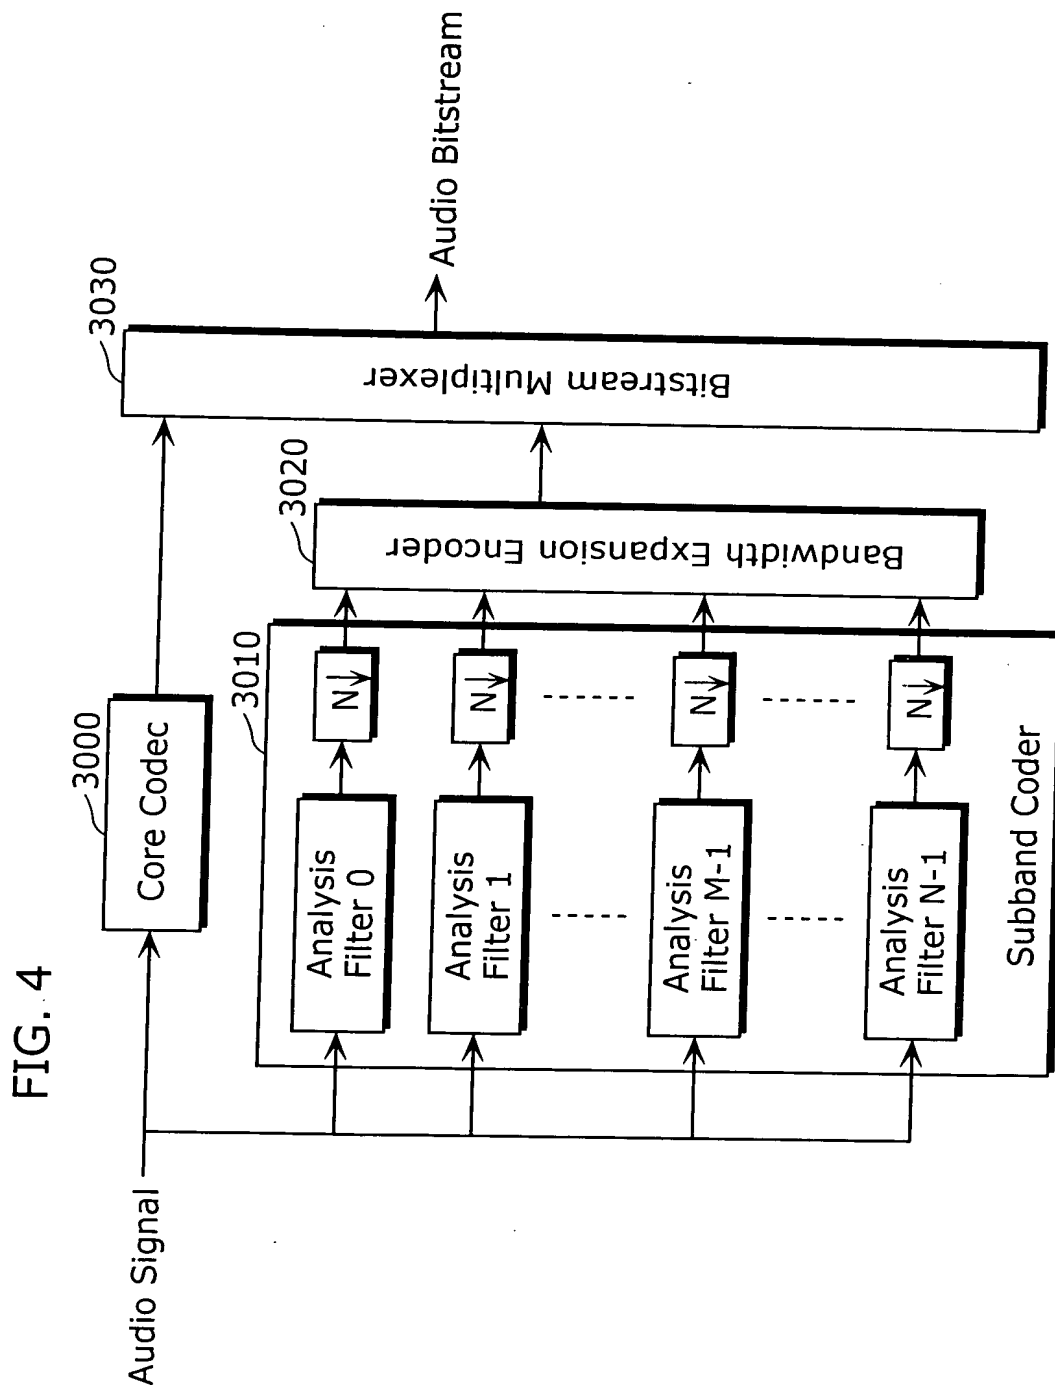 FIG. 4
Audio Signal
3000
Core Codec
3010
Analysis
Filter 0
N↓
Analysis
Filter 1
N↓
Analysis
Filter M-1
N↓
Analysis
Filter N-1
N↓
Subband Coder
3020
Bandwidth Expansion Encoder
3030
Bitstream Multiplexer
Audio Bitstream